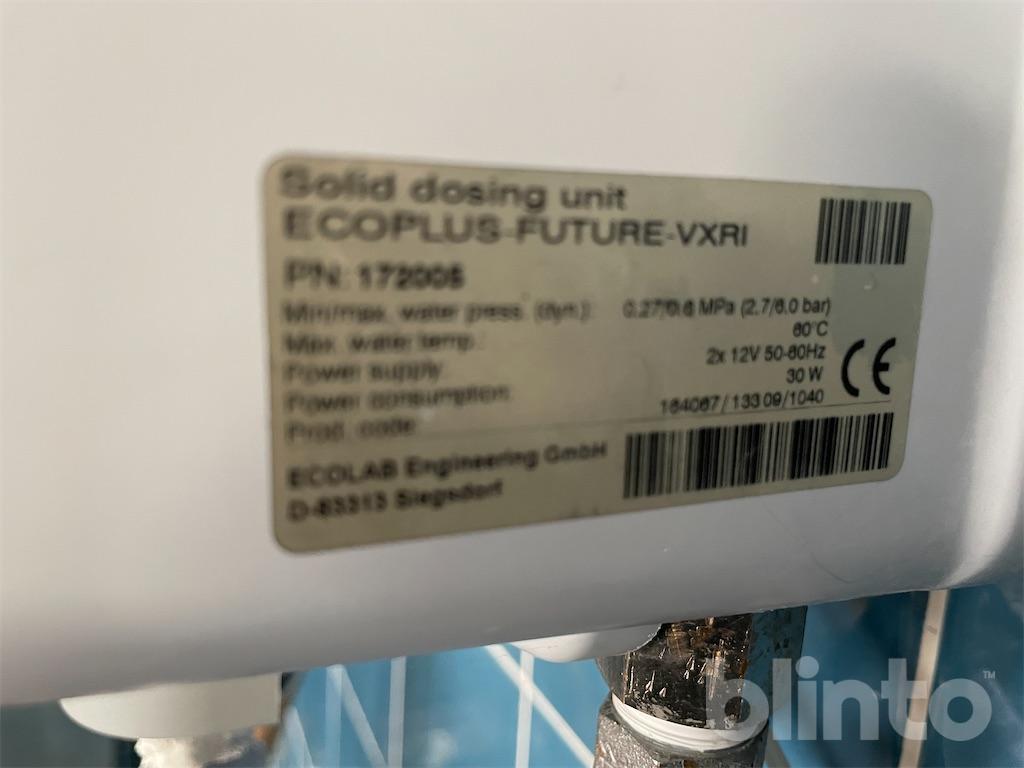 Solid dosing unit
ECOPLUS-FUTURE-VXRI
PN: 172005
Min/max. water press. (dyn.): 0.27/0.6 MPa (2.7/6.0 bar)
Max. water temp.: 60°C
Power supply 2x 12V 50-60Hz
Power consumption 30 W
Prod. code 164067/133 09/1040
CE
ECOLAB Engineering GmbH
D-83313 Siegsdorf
blinto™